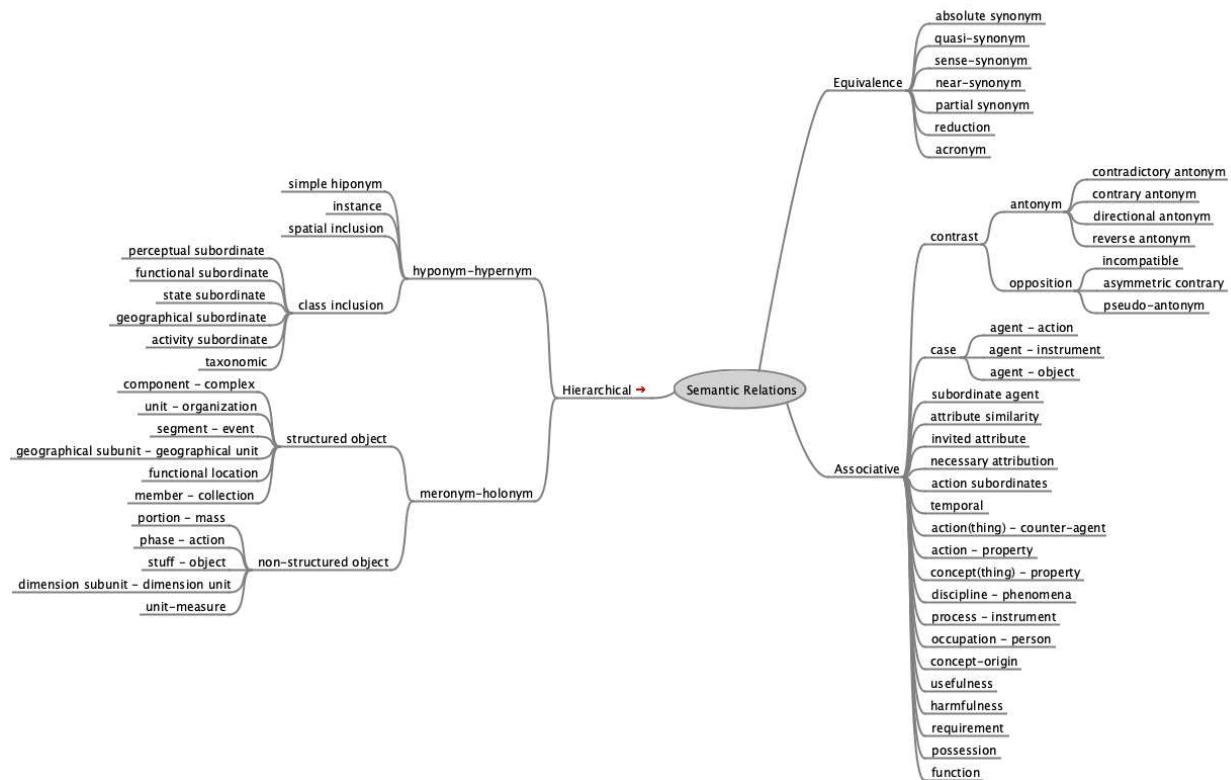 absolute synonym
quasi-synonym
sense-synonym
near-synonym
partial synonym
reduction
acronym
Equivalence
contradictory antonym
contrary antonym
directional antonym
reverse antonym
antonym
incompatible
asymmetric contrary
pseudo-antonym
opposition
contrast
agent - action
agent - instrument
agent - object
case
subordinate agent
attribute similarity
invited attribute
necessary attribution
action subordinates
temporal
action(thing) - counter-agent
action - property
concept(thing) - property
discipline - phenomena
process - instrument
occupation - person
concept-origin
usefulness
harmfulness
requirement
possession
function
Associative
Semantic Relations
Hierarchical →
hyponym-hypernym
simple hiponym
instance
spatial inclusion
class inclusion
perceptual subordinate
functional subordinate
state subordinate
geographical subordinate
activity subordinate
taxonomic
meronym-holonym
structured object
component - complex
unit - organization
segment - event
geographical subunit - geographical unit
functional location
member - collection
non-structured object
portion - mass
phase - action
stuff - object
dimension subunit - dimension unit
unit-measure